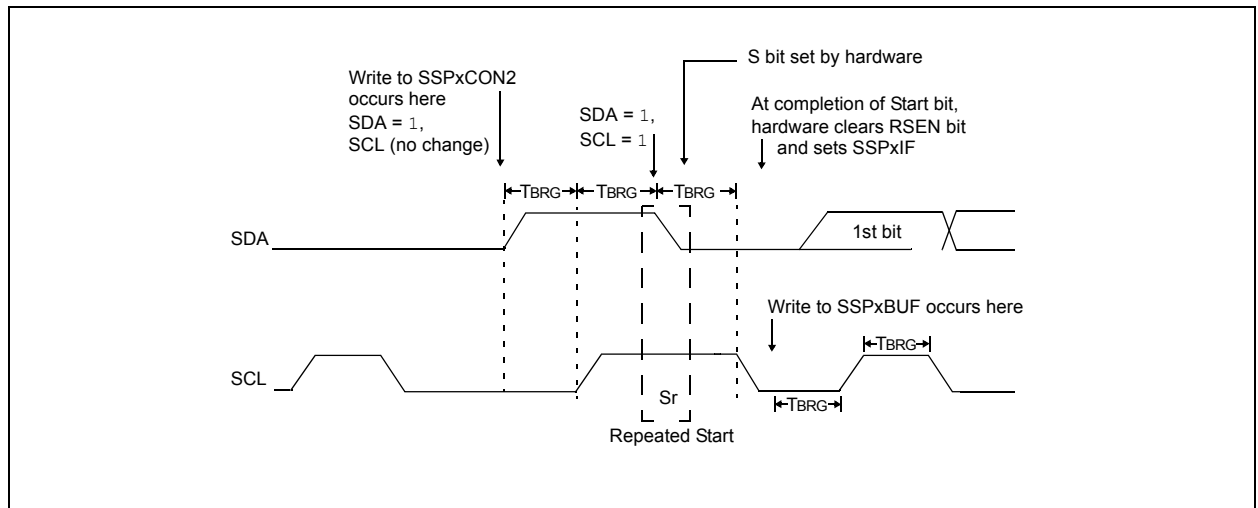 S bit set by hardware
Write to SSPxCON2
occurs here
SDA = 1,
SCL (no change)
SDA = 1,
SCL = 1
At completion of Start bit,
hardware clears RSEN bit
and sets SSPxIF
TBRG TBRG TBRG
SDA
1st bit
Write to SSPxBUF occurs here
TBRG
SCL
Sr
TBRG
Repeated Start